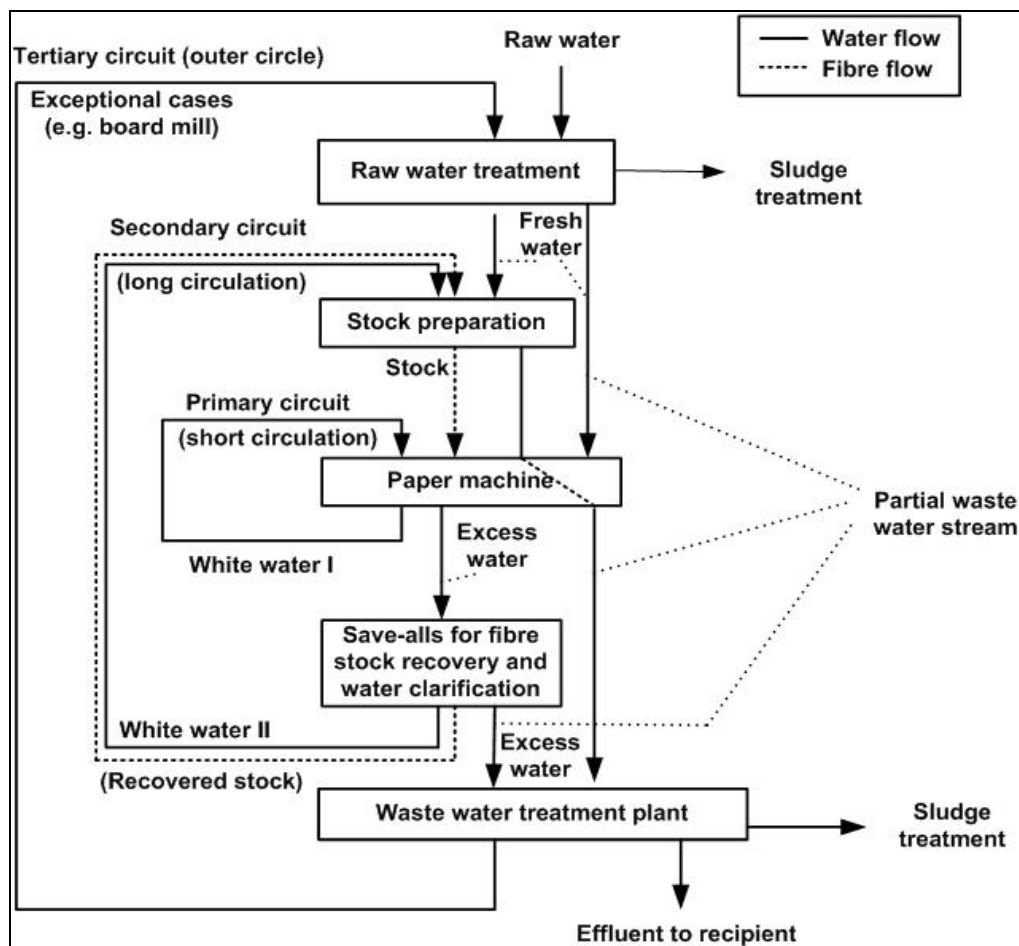 Raw water
Water flow
Fibre flow
Tertiary circuit (outer circle)
Exceptional cases
(e.g. board mill)
Raw water treatment
Sludge
treatment
Fresh
water
Secondary circuit
(long circulation)
Stock preparation
Stock
Primary circuit
(short circulation)
Paper machine
Partial waste
water stream
Excess
water
White water I
Save-alls for fibre
stock recovery and
water clarification
White water II
Excess
water
(Recovered stock)
Waste water treatment plant
Sludge
treatment
Effluent to recipient